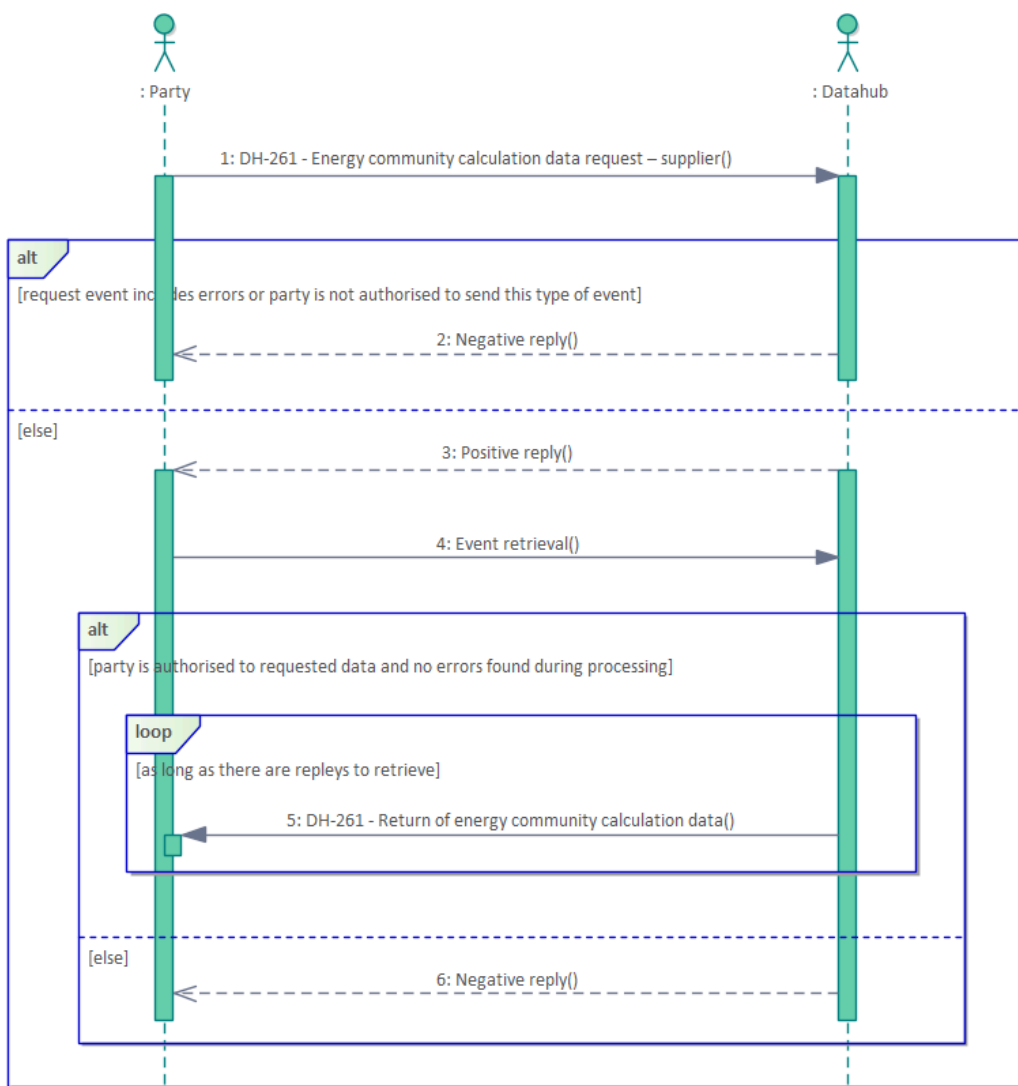 : Party
: Datahub
1: DH-261 - Energy community calculation data request – supplier()
alt
[request event includes errors or party is not authorised to send this type of event]
2: Negative reply()
[else]
3: Positive reply()
4: Event retrieval()
alt
[party is authorised to requested data and no errors found during processing]
loop
[as long as there are repleys to retrieve]
5: DH-261 - Return of energy community calculation data()
[else]
6: Negative reply()